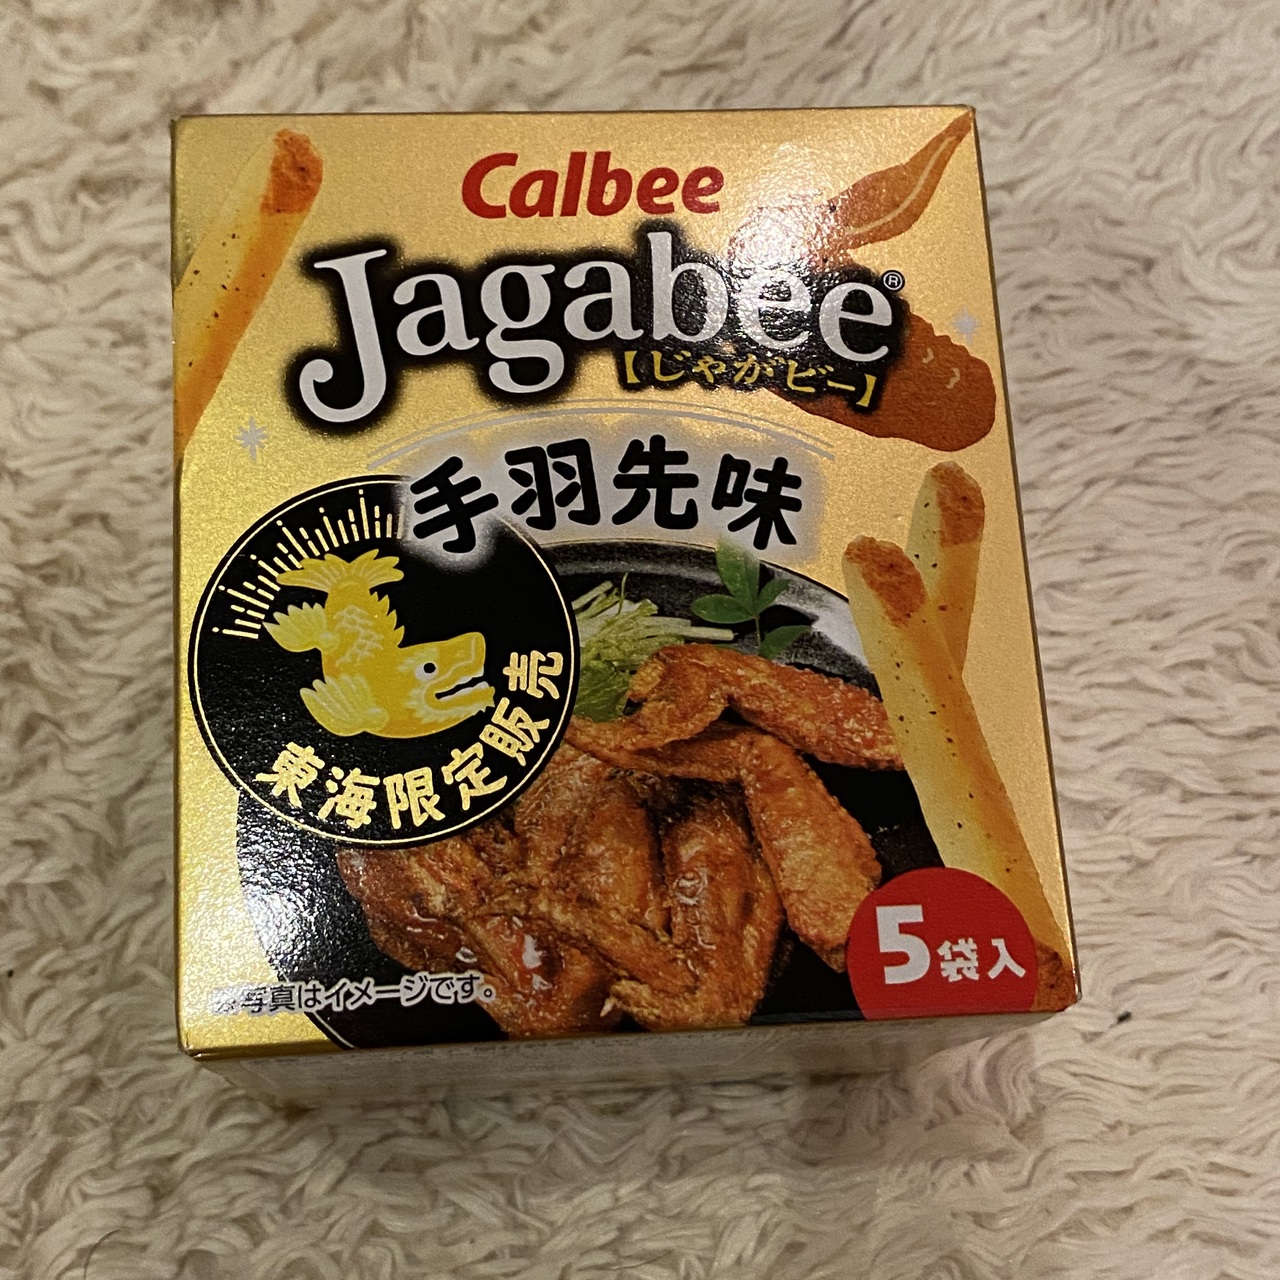 Calbee
Jagabee®
【じゃがビー】
手羽先味
東海限定販売
5袋入
※写真はイメージです。